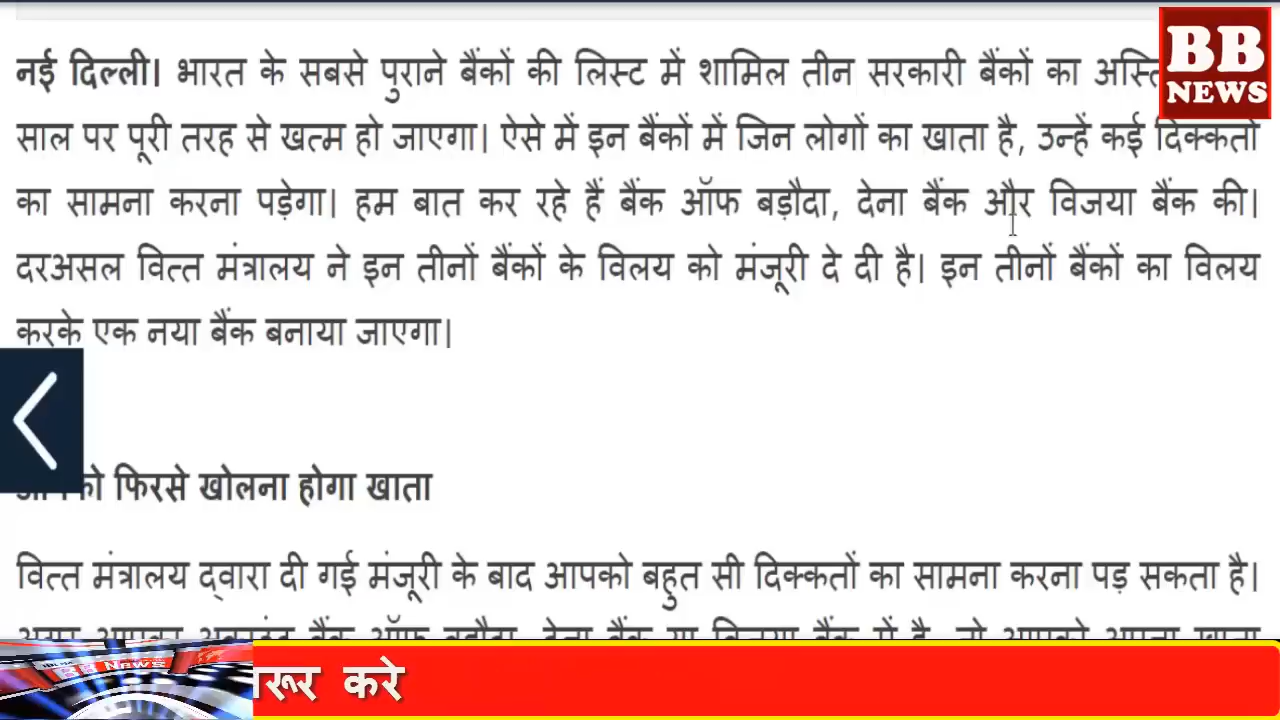 BB
NEWS
नई दिल्ली। भारत के सबसे पुराने बैंकों की लिस्ट में शामिल तीन सरकारी बैंकों का
साल पर पूरी तरह से खत्म हो जाएगा। ऐसे में इन बैंकों में जिन लोगों का खाता है, उन्हें कई दिक्कतों
का सामना करना पड़ेगा। हम बात कर रहे हैं बैंक ऑफ बड़ौदा, देना बैंक और विजया बैंक की।
दरअसल वित्त मंत्रालय ने इन तीनों बैंकों के विलय को मंजूरी दे दी है। इन तीनों बैंकों का विलय
करके एक नया बैंक बनाया जाएगा।
फिरसे खोलना होगा खाता
वित्त मंत्रालय द्वारा दी गई मंजूरी के बाद आपको बहुत सी दिक्कतों का सामना करना पड़ सकता है।
करे